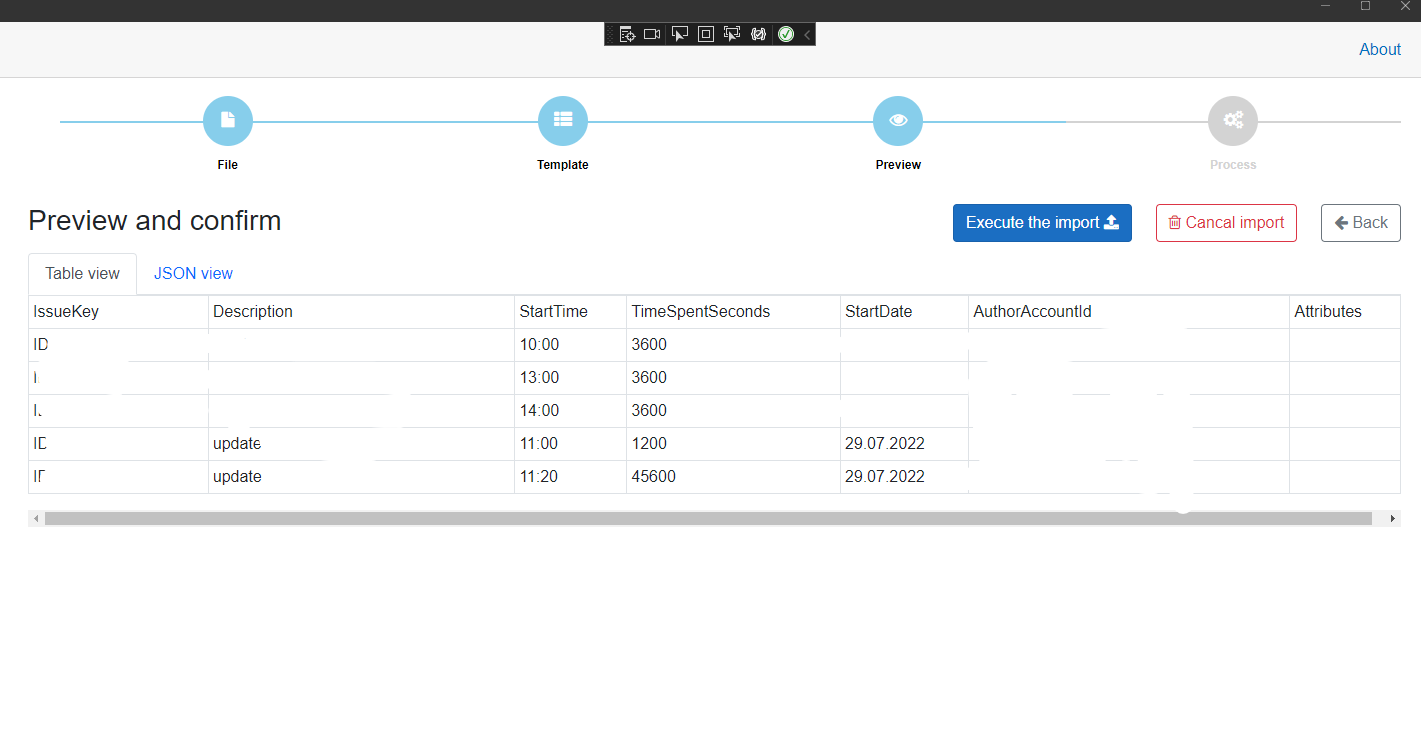 About
File Template Preview Process
Preview and confirm
Execute the import Cancal import Back
Table view JSON view
IssueKey Description StartTime TimeSpentSeconds StartDate AuthorAccountId Attributes
ID 10:00 3600
13:00 3600
14:00 3600
update 11:00 1200 29.07.2022
update 11:20 45600 29.07.2022